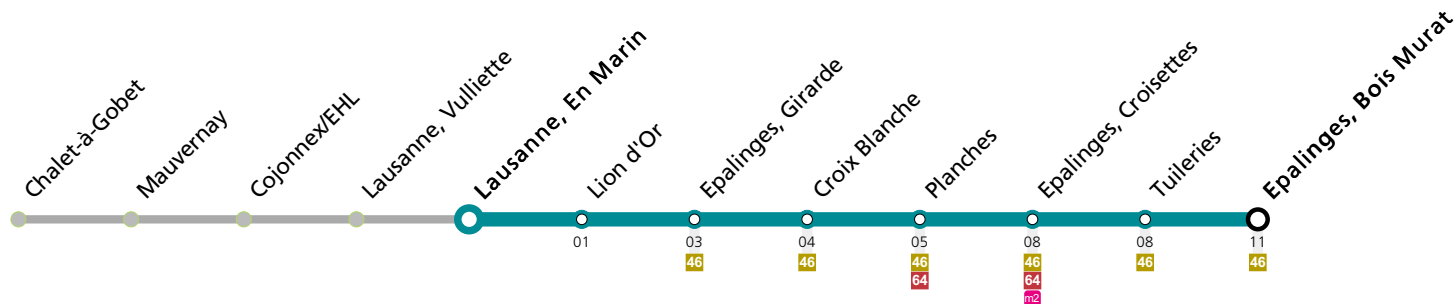 Chalet-à-Gobet
Mauvernay
Cojonnex/EHL
Lausanne, Vulliette
Lausanne, En Marin
Lion d'Or
Epalinges, Girarde
Croix Blanche
Planches
Epalinges, Croisettes
Tuilleries
Epalinges, Bois Murat
01 03 04 05 08 08 11
46 46 46 46 46 46
64 64
m2